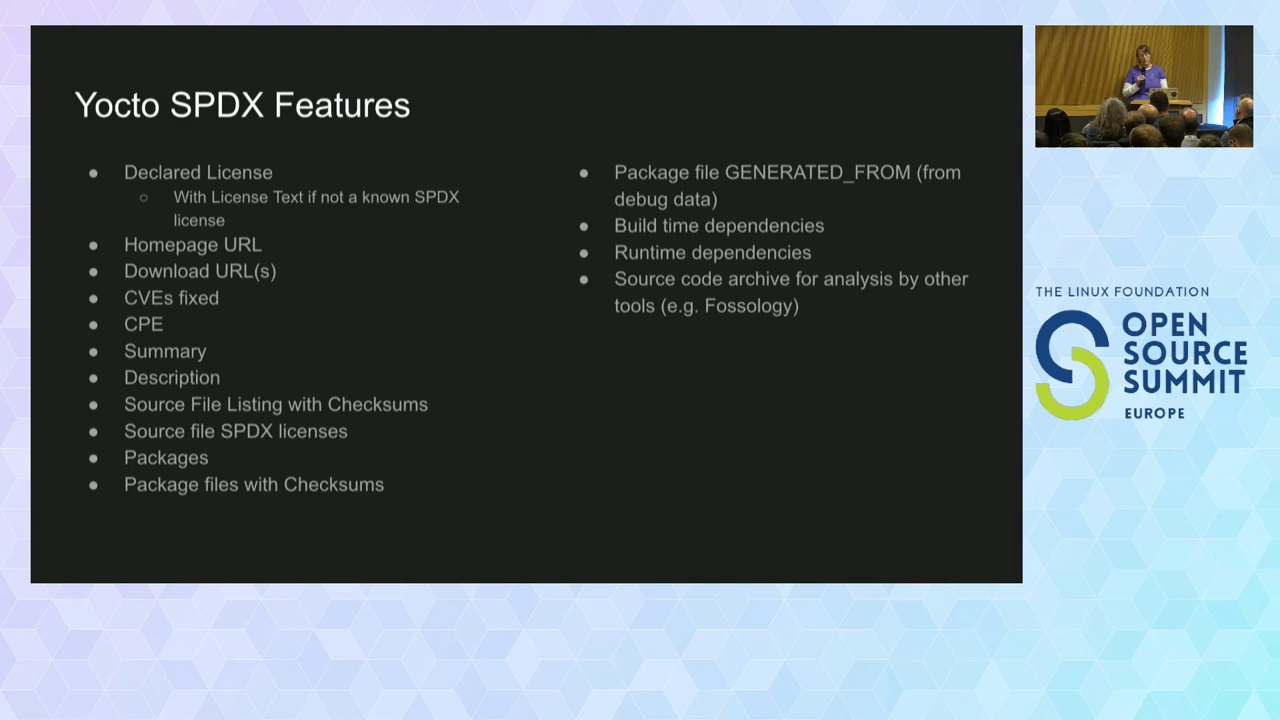 Yocto SPDX Features
● Declared License
○ With License Text if not a known SPDX
license
● Homepage URL
● Download URL(s)
● CVEs fixed
● CPE
● Summary
● Description
● Source File Listing with Checksums
● Source file SPDX licenses
● Packages
● Package files with Checksums
● Package file GENERATED_FROM (from
debug data)
● Build time dependencies
● Runtime dependencies
● Source code archive for analysis by other
tools (e.g. Fossology)
THE LINUX FOUNDATION
OPEN
SOURCE
SUMMIT
EUROPE